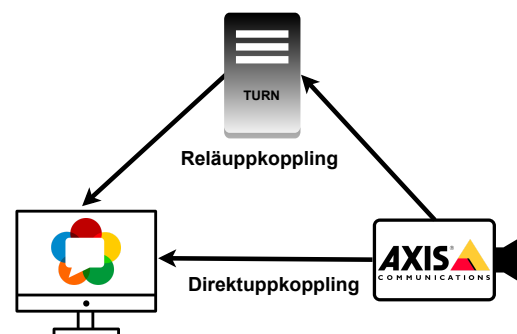 TURN
Reläuppkoppling
AXIS
COMMUNICATIONS
Direktuppkoppling